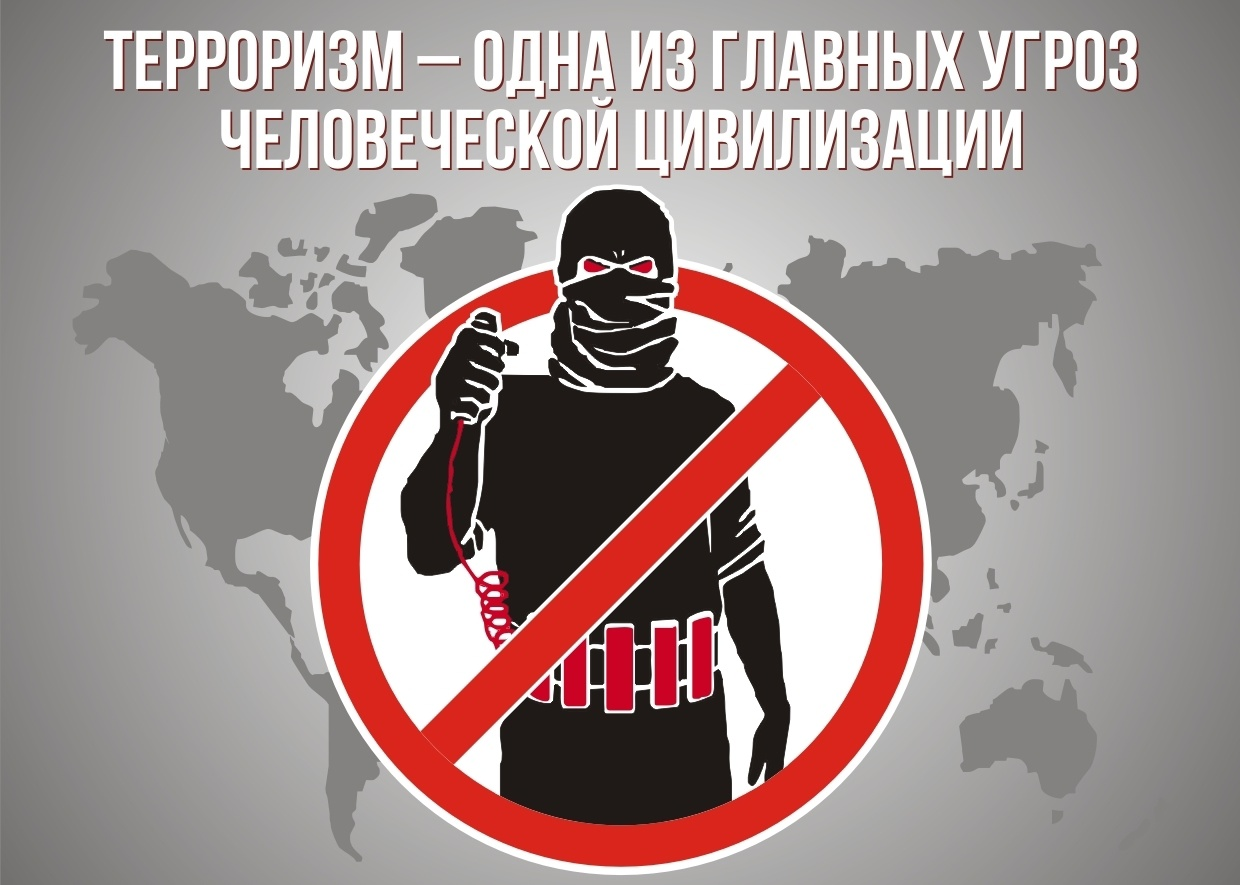 ТЕРРОРИЗМ – ОДНА ИЗ ГЛАВНЫХ УГРОЗ
ЧЕЛОВЕЧЕСКОЙ ЦИВИЛИЗАЦИИ